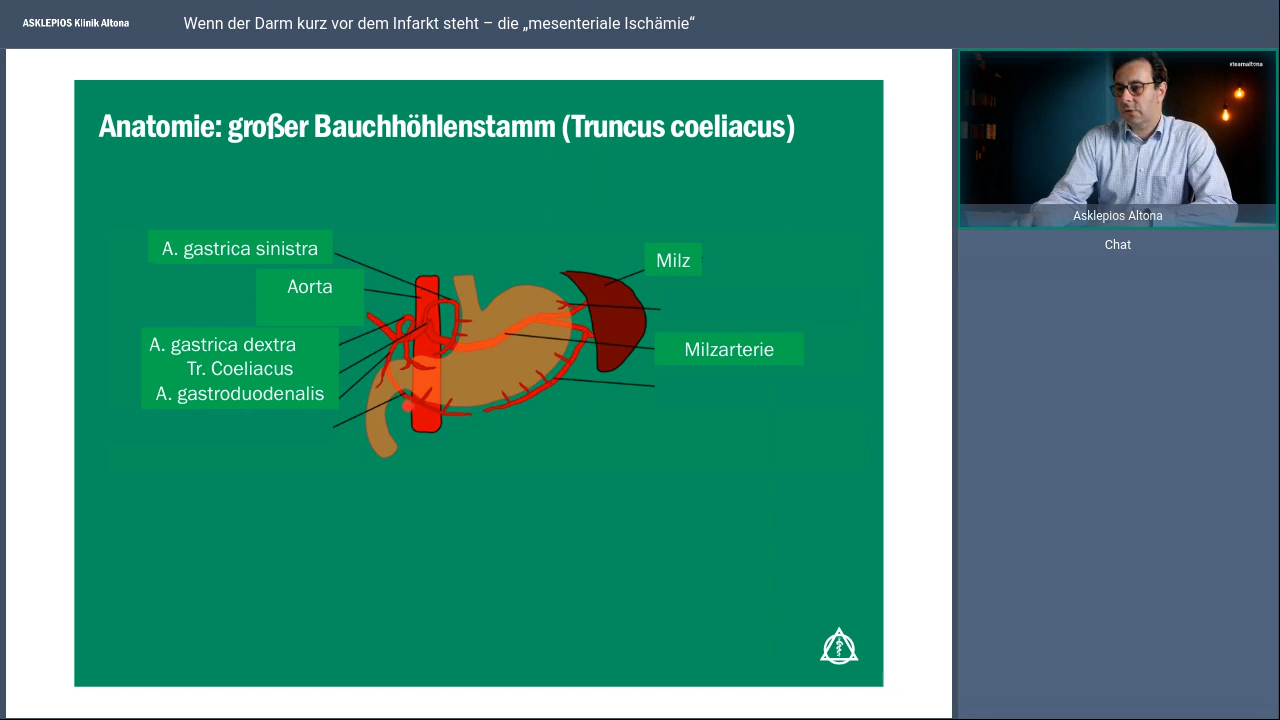 ASKLEPIOS Klinik Altona
Wenn der Darm kurz vor dem Infarkt steht – die „mesenteriale Ischämie“
Anatomie: großer Bauchhöhlenstamm (Truncus coeliacus)
A. gastrica sinistra
Aorta
A. gastrica dextra
Tr. Coeliacus
A. gastroduodenalis
Milz
Milzarterie
#teamaltona
Asklepios Altona
Chat